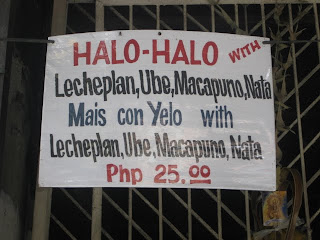 HALO-HALO WITH
Lecheplan,Ube,Macapuno,Nata
Mais con Yelo with
Lecheplan,Ube,Macapuno,Nata
Php 25.00